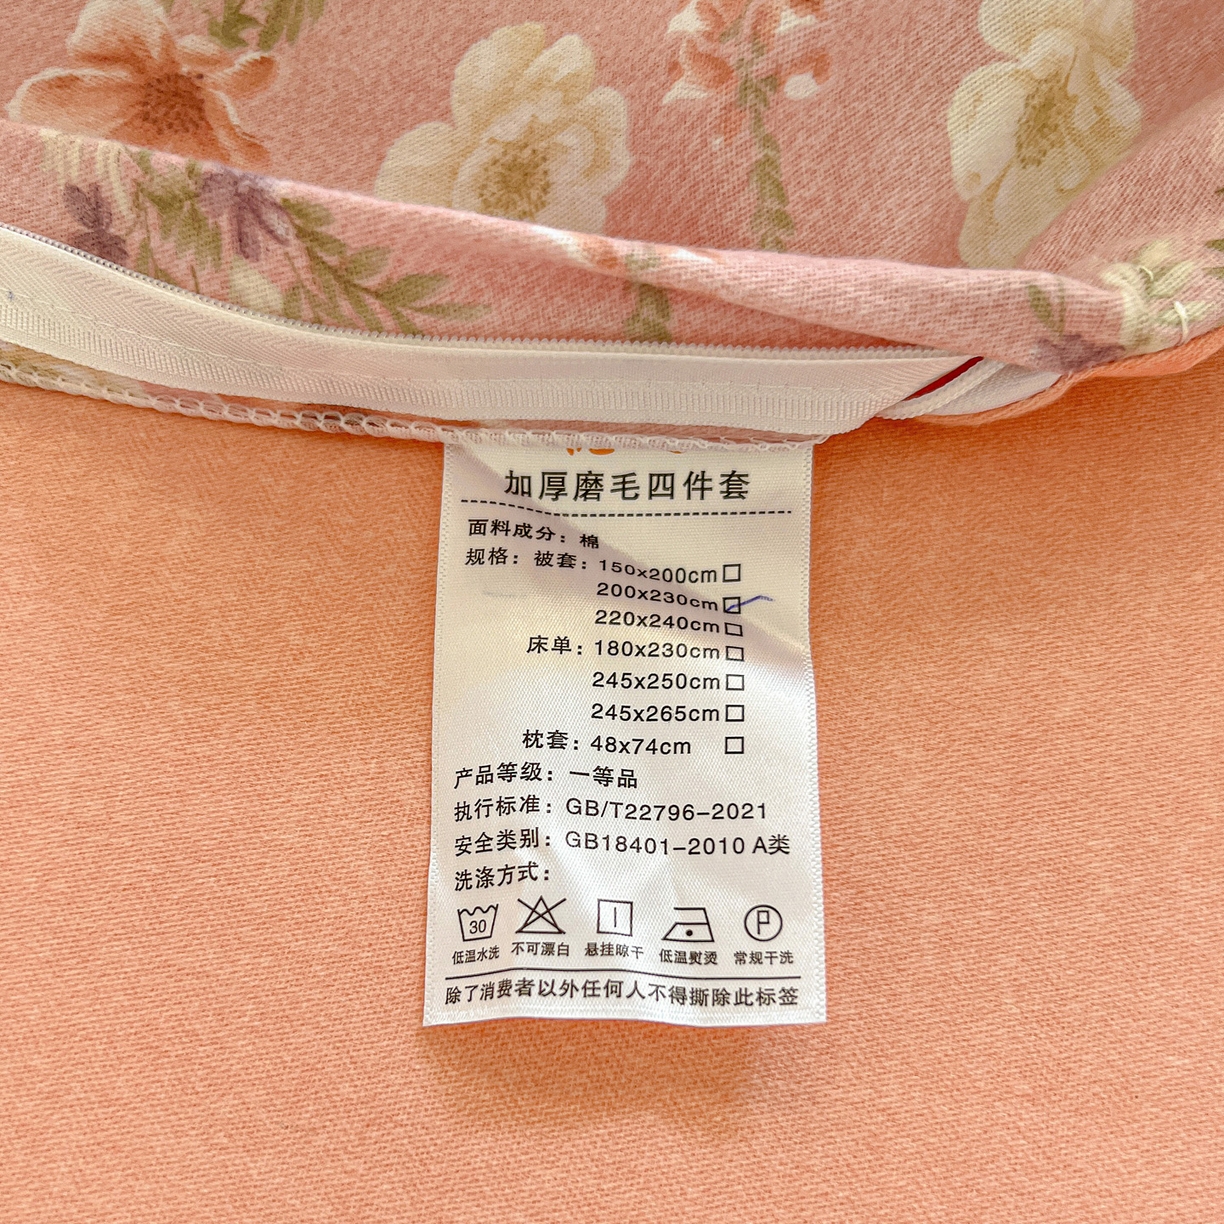 加厚磨毛四件套
面料成分：棉
规格：被套：150x200cm□
200x230cm☑
220x240cm□
床单：180x230cm□
245x250cm□
245x265cm□
枕套：48x74cm □
产品等级：一等品
执行标准：GB/T22796-2021
安全类别：GB18401-2010 A类
洗涤方式：
30 P
低温水洗 不可漂白 悬挂晾干 低温熨烫 常规干洗
除了消费者以外任何人不得撕除此标签